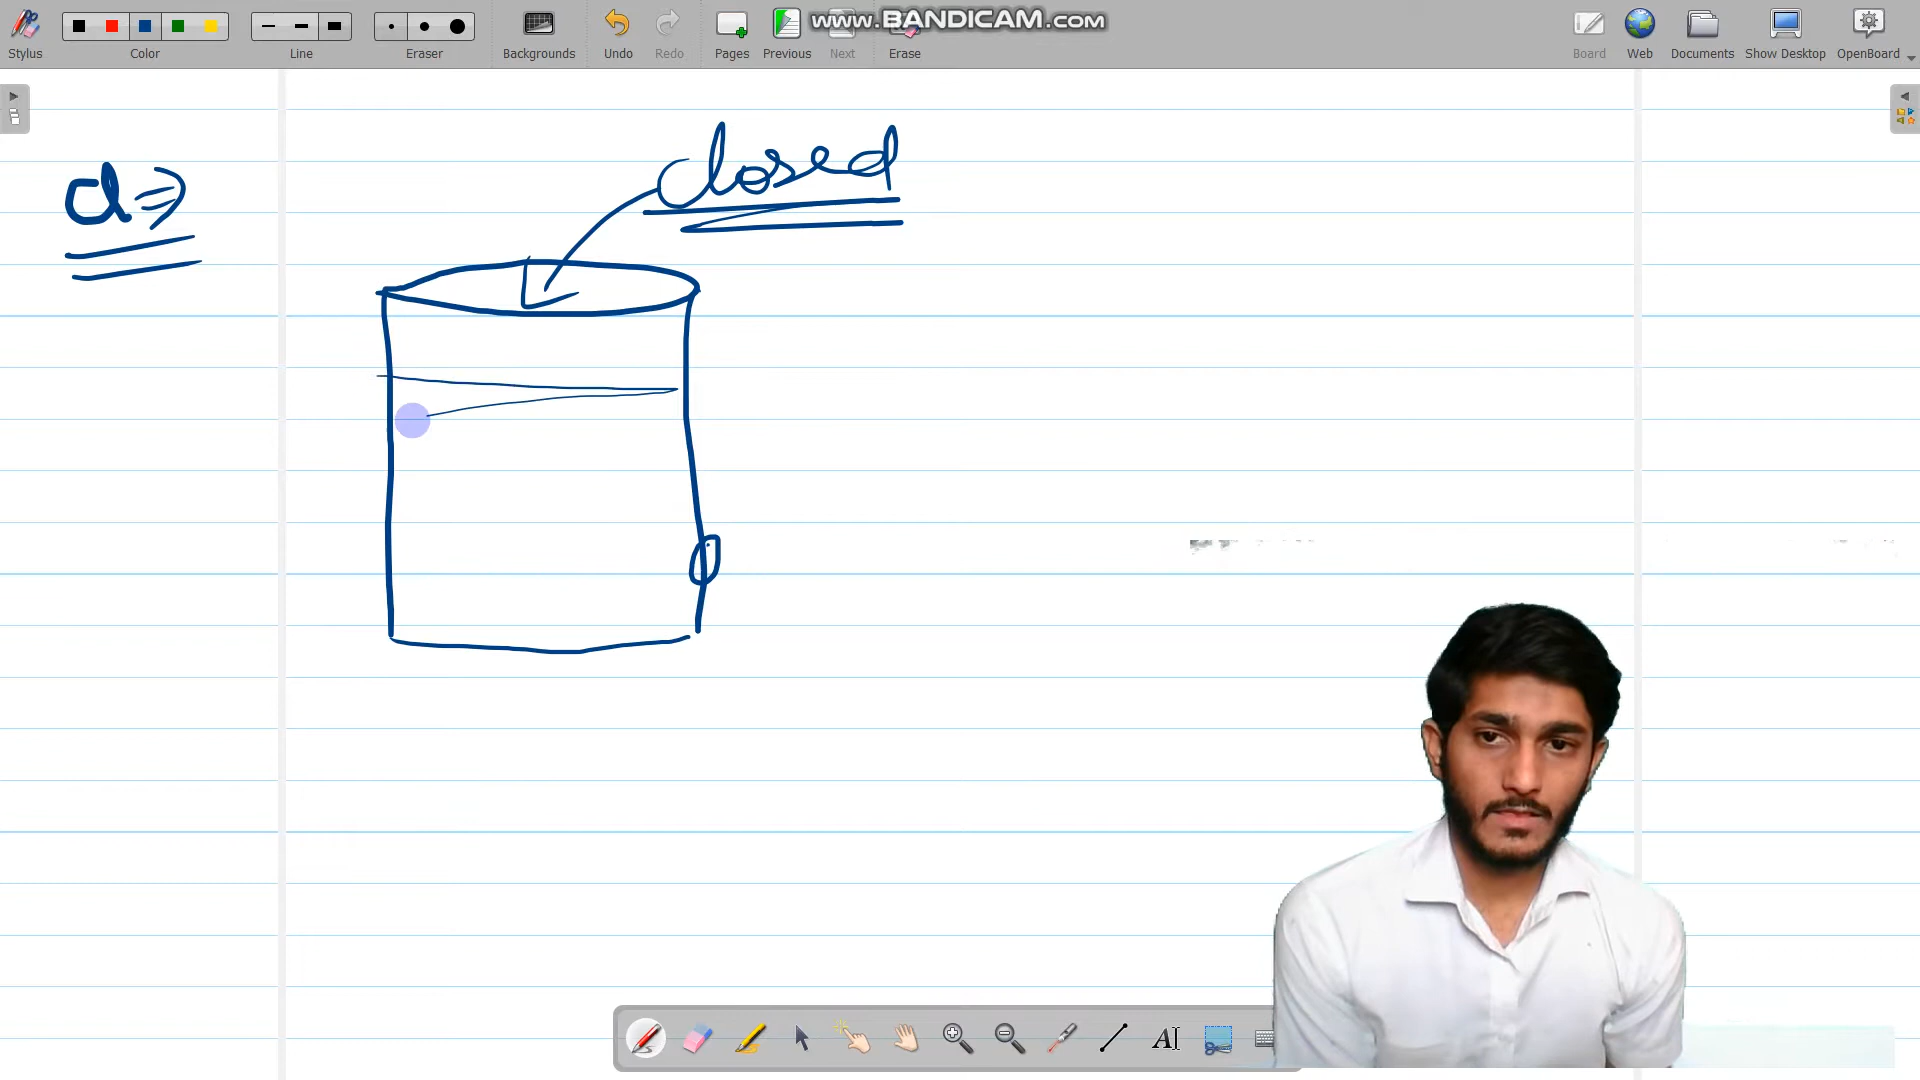 www.BANDICAM.com
Stylus Color Line Eraser Backgrounds Undo Redo Pages Previous Next Erase Board Web Documents Show Desktop OpenBoard
closed
d⇒